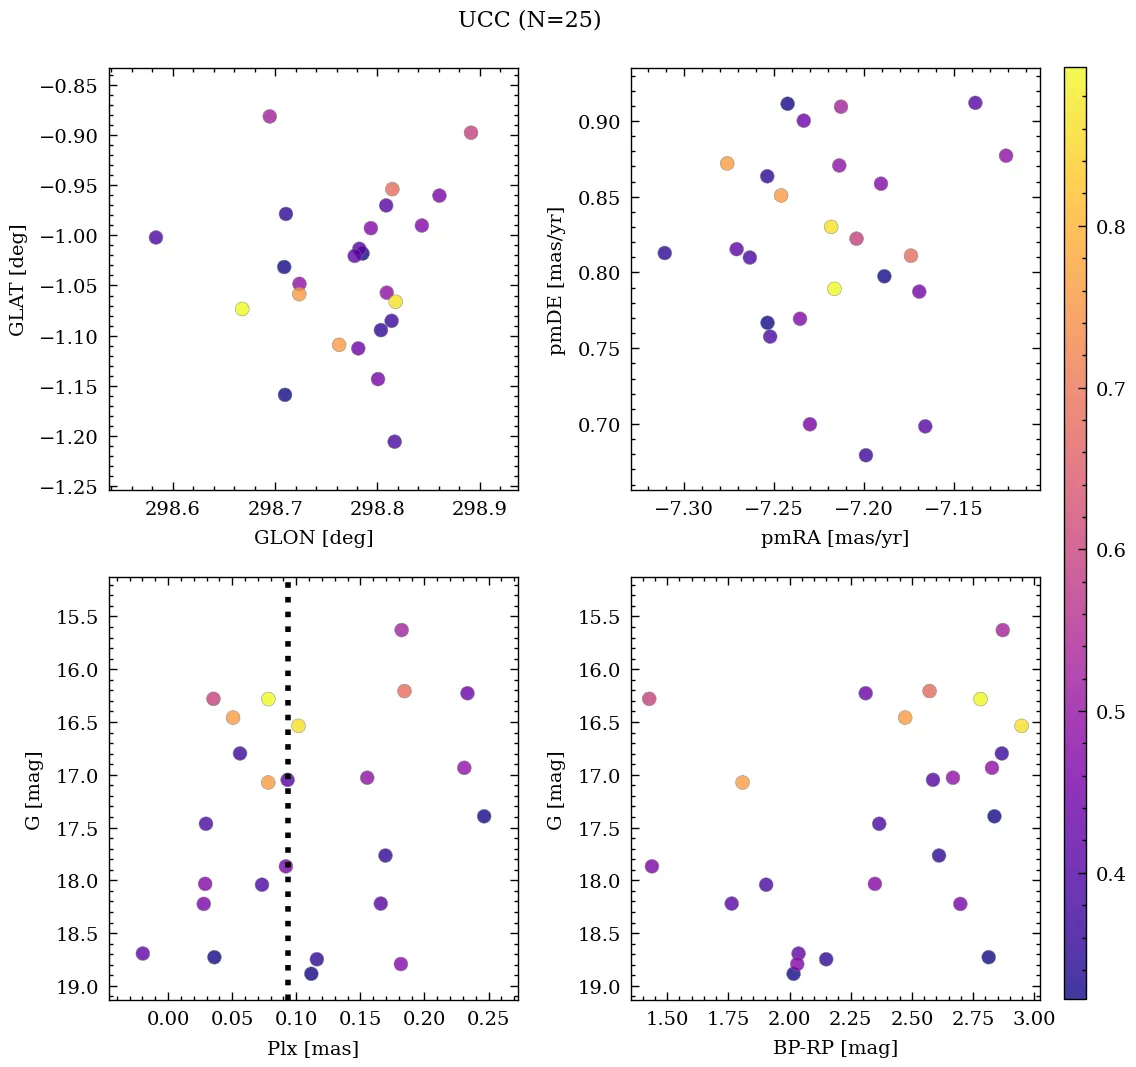 UCC (N=25)
−0.85
−0.90
−0.95
−1.00
−1.05
−1.10
−1.15
−1.20
−1.25
GLAT [deg]
298.6 298.7 298.8 298.9
GLON [deg]
0.90
0.85
0.80
0.75
0.70
pmDE [mas/yr]
−7.30 −7.25 −7.20 −7.15
pmRA [mas/yr]
15.5
16.0
16.5
17.0
17.5
18.0
18.5
19.0
G [mag]
0.00 0.05 0.10 0.15 0.20 0.25
Plx [mas]
15.5
16.0
16.5
17.0
17.5
18.0
18.5
19.0
G [mag]
1.50 1.75 2.00 2.25 2.50 2.75 3.00
BP-RP [mag]
0.8
0.7
0.6
0.5
0.4